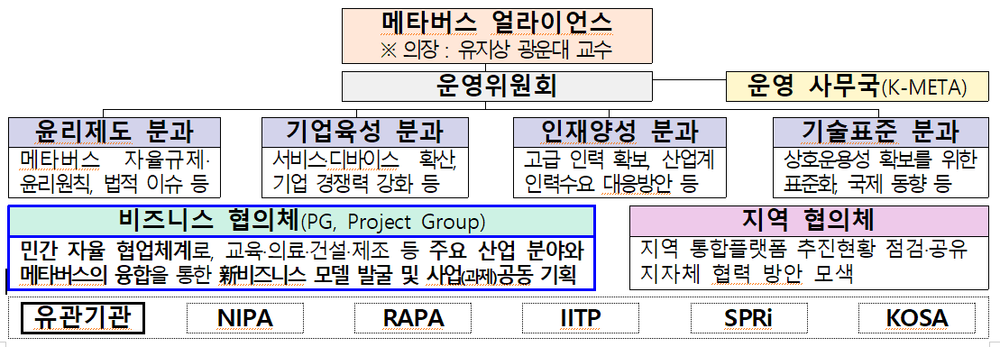 메타버스 얼라이언스
※ 의장 : 유지상 광운대 교수
운영위원회
운영 사무국(K-META)
윤리제도 분과
메타버스 자율규제·
윤리원칙, 법적 이슈 등
기업육성 분과
서비스·디바이스 확산,
기업 경쟁력 강화 등
인재양성 분과
고급 인력 확보, 산업계
인력수요 대응방안 등
기술표준 분과
상호운용성 확보를 위한
표준화, 국제 동향 등
비즈니스 협의체(PG, Project Group)
민간 자율 협업체계로, 교육·의료·건설·제조 등 주요 산업 분야와
메타버스의 융합을 통한 新비즈니스 모델 발굴 및 사업(과제)공동 기획
지역 협의체
지역 통합플랫폼 추진현황 점검·공유
지자체 협력 방안 모색
유관기관
NIPA
RAPA
IITP
SPRi
KOSA